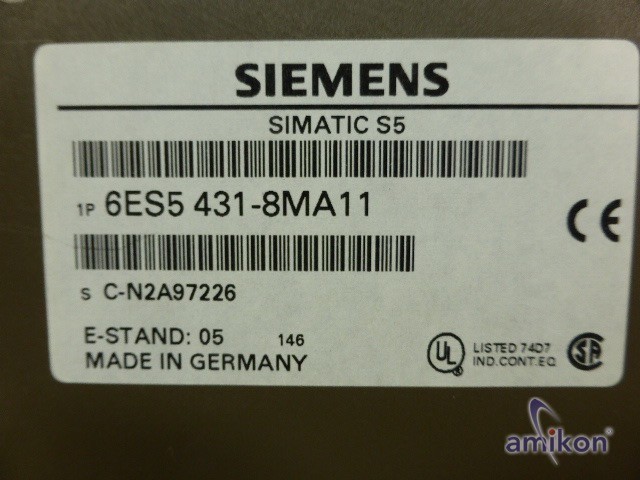 SIEMENS
SIMATIC S5
1P 6ES5 431-8MA11
CE
S C-N2A97226
E-STAND: 05 146
MADE IN GERMANY
UL LISTED 74D7
IND.CONT.EQ
SA
amikon